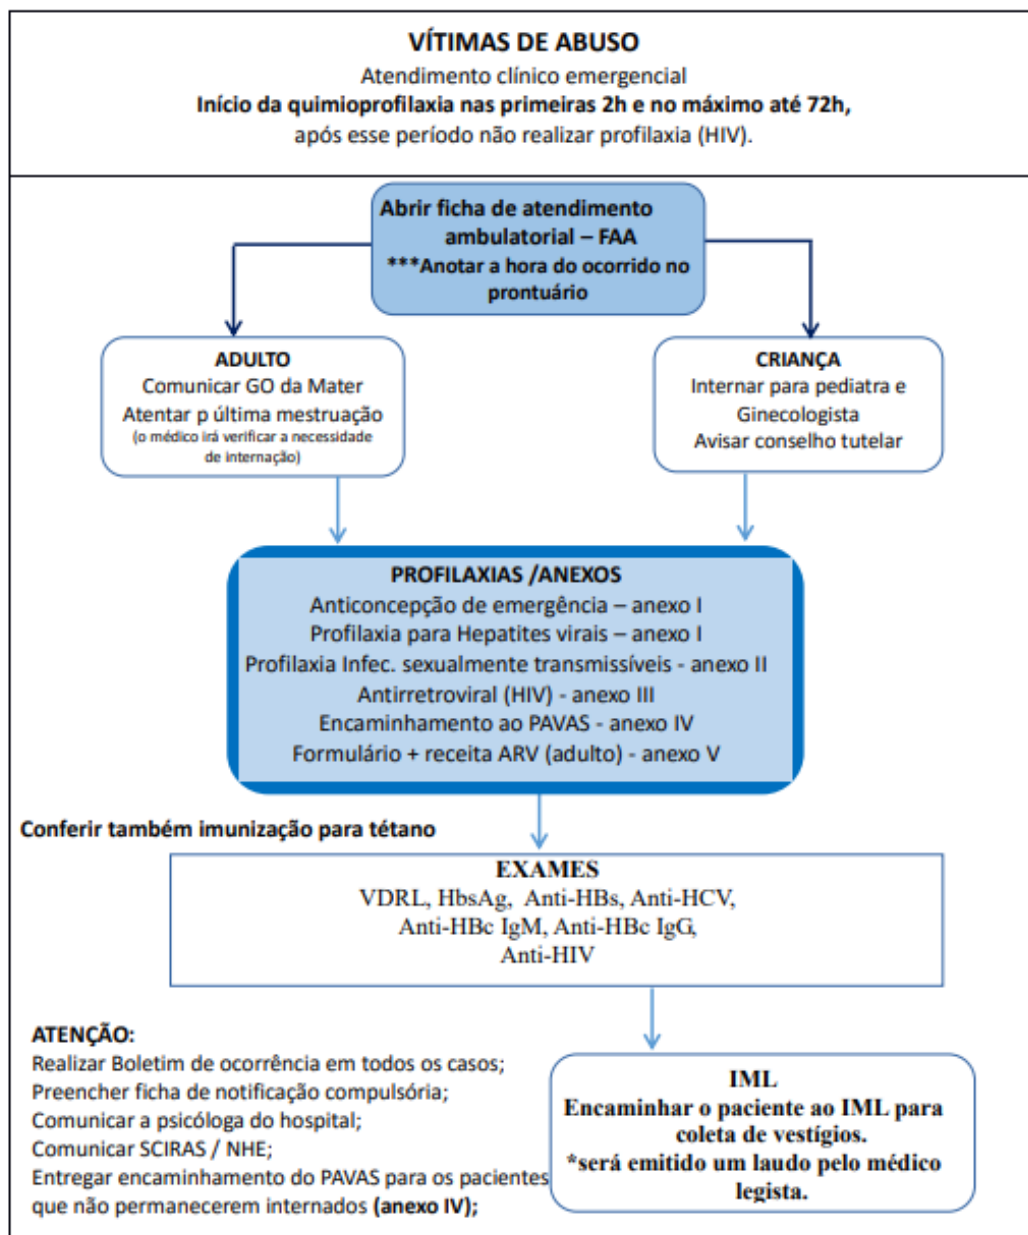 VÍTIMAS DE ABUSO
Atendimento clínico emergencial
Início da quimioprofilaxia nas primeiras 2h e no máximo até 72h,
após esse período não realizar profilaxia (HIV).
Abrir ficha de atendimento
ambulatorial – FAA
***Anotar a hora do ocorrido no
prontuário
ADULTO
Comunicar GO da Mater
Atentar p última mestruação
(o médico irá verificar a necessidade
de internação)
CRIANÇA
Internar para pediatra e
Ginecologista
Avisar conselho tutelar
PROFILAXIAS /ANEXOS
Anticoncepção de emergência – anexo I
Profilaxia para Hepatites virais – anexo I
Profilaxia Infec. sexualmente transmissíveis - anexo II
Antirretroviral (HIV) - anexo III
Encaminhamento ao PAVAS - anexo IV
Formulário + receita ARV (adulto) - anexo V
Conferir também imunização para tétano
EXAMES
VDRL, HbsAg, Anti-HBs, Anti-HCV,
Anti-HBc IgM, Anti-HBc IgG,
Anti-HIV
ATENÇÃO:
Realizar Boletim de ocorrência em todos os casos;
Preencher ficha de notificação compulsória;
Comunicar a psicóloga do hospital;
Comunicar SCIRAS / NHE;
Entregar encaminhamento do PAVAS para os pacientes
que não permanecerem internados (anexo IV);
IML
Encaminhar o paciente ao IML para
coleta de vestígios.
*será emitido um laudo pelo médico
legista.